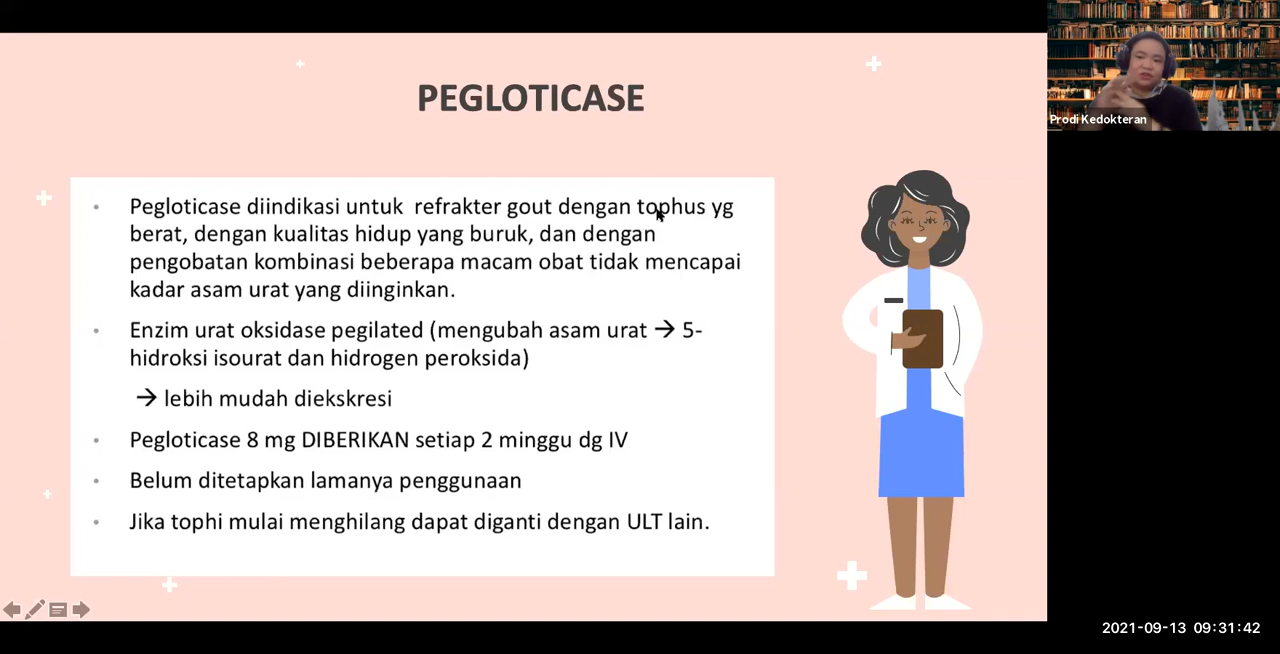 PEGLOTICASE
Prodi Kedokteran
• Pegloticase diindikasi untuk  refrakter gout dengan tophus yg
berat, dengan kualitas hidup yang buruk, dan dengan
pengobatan kombinasi beberapa macam obat tidak mencapai
kadar asam urat yang diinginkan.
• Enzim urat oksidase pegilated (mengubah asam urat → 5-
hidroksi isourat dan hidrogen peroksida)
→ lebih mudah diekskresi
• Pegloticase 8 mg DIBERIKAN setiap 2 minggu dg IV
• Belum ditetapkan lamanya penggunaan
• Jika tophi mulai menghilang dapat diganti dengan ULT lain.
2021-09-13 09:31:42